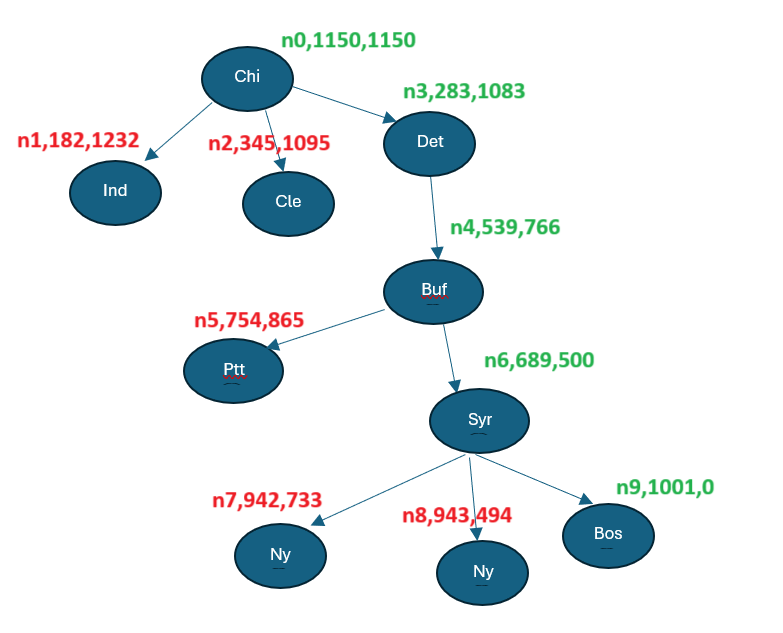 n0,1150,1150
Chi
n3,283,1083
n1,182,1232
n2,345,1095
Det
Ind
Cle
n4,539,766
Buf
n5,754,865
n6,689,500
Ptt
Syr
n7,942,733
n8,943,494
n9,1001,0
Ny
Ny
Bos